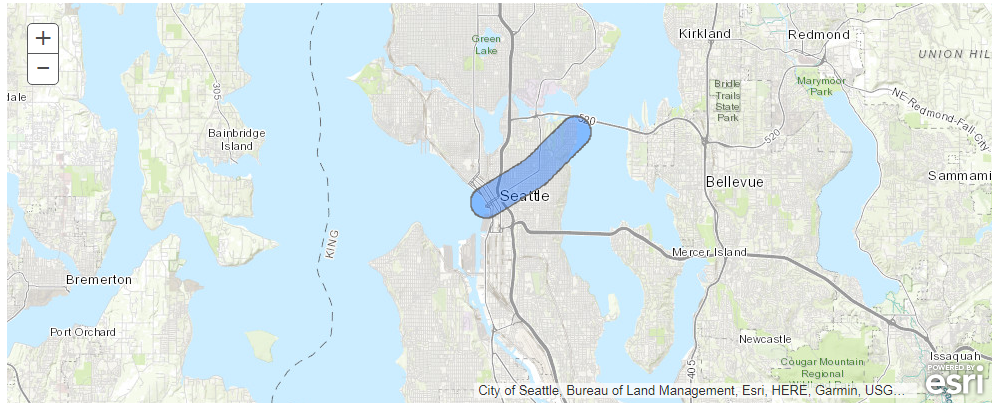 +
−
Green
Lake
Kirkland
Redmond
UNION HIL
Bridle
Trails
State
Park
Marymoor
Park
NE Redmond-Fall City
305
dale
Bainbridge
Island
520
520
Sammami
Bellevue
Seattle
KING
Mercer Island
Bremerton
Port Orchard
Newcastle
Issaquah
Cougar Mountain
Regional
405
POWERED BY
esri
City of Seattle, Bureau of Land Management, Esri, HERE, Garmin, USG...